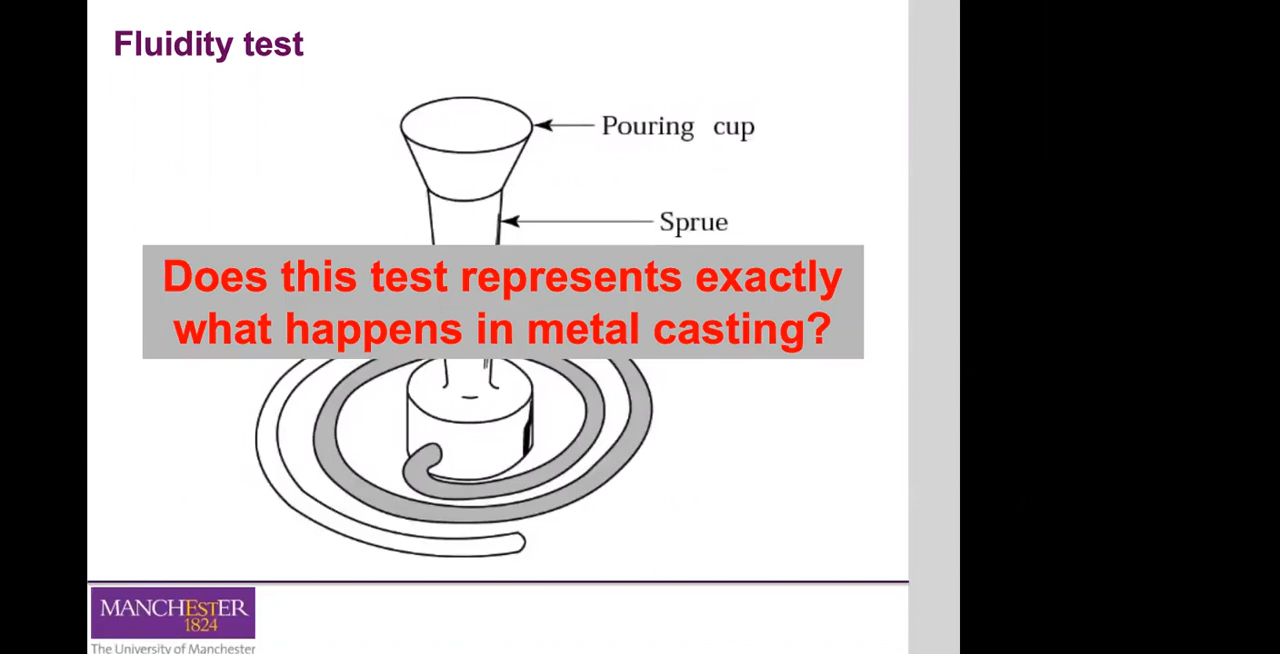 Fluidity test
Pouring cup
Sprue
Does this test represents exactly
what happens in metal casting?
MANCHESTER
1824
The University of Manchester